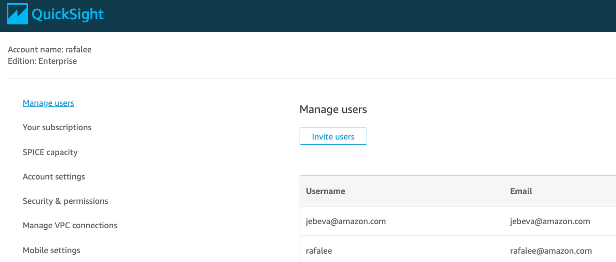 QuickSight
Account name: rafalee
Edition: Enterprise
Manage users
Your subscriptions
SPICE capacity
Account settings
Security & permissions
Manage VPC connections
Mobile settings
Manage users
Invite users
Username Email
jebeva@amazon.com jebeva@amazon.com
rafalee rafalee@amazon.com